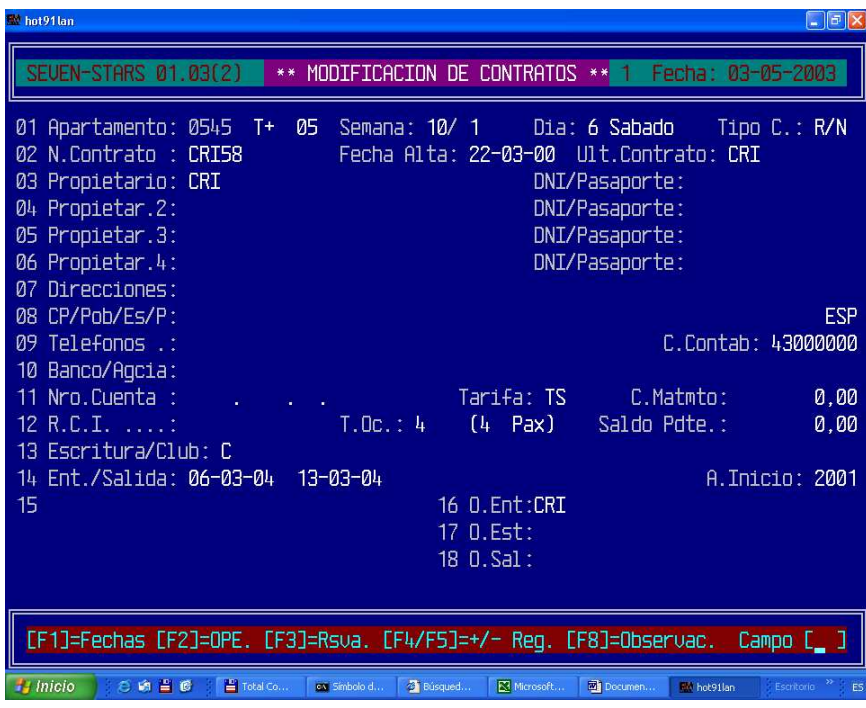 hot91lan
SEVEN-STARS 01.03(2) ** MODIFICACION DE CONTRATOS ** 1 Fecha: 03-05-2003
01 Apartamento: 0545 T+ 05 Semana: 10/ 1 Dia: 6 Sabado Tipo C.: R/N
02 N.Contrato : CRI58 Fecha Alta: 22-03-00 Ult.Contrato: CRI
03 Propietario: CRI DNI/Pasaporte:
04 Propietar.2: DNI/Pasaporte:
05 Propietar.3: DNI/Pasaporte:
06 Propietar.4: DNI/Pasaporte:
07 Direcciones:
08 CP/Pob/Es/P: ESP
09 Telefonos .: C.Contab: 43000000
10 Banco/Agcia:
11 Nro.Cuenta : . . . Tarifa: TS C.Matmto: 0,00
12 R.C.I. ....: T.Oc.: 4 (4 Pax) Saldo Pdte.: 0,00
13 Escritura/Club: C
14 Ent./Salida: 06-03-04 13-03-04 A.Inicio: 2001
15 16 O.Ent:CRI
17 O.Est:
18 O.Sal:
[F1]=Fechas [F2]=OPE. [F3]=Rsva. [F4/F5]=+/- Reg. [F8]=Observac. Campo [_ ]
Inicio Total Co... Símbolo d... Búsqued... Microsoft... Documen... hot91lan Escritorio » ES